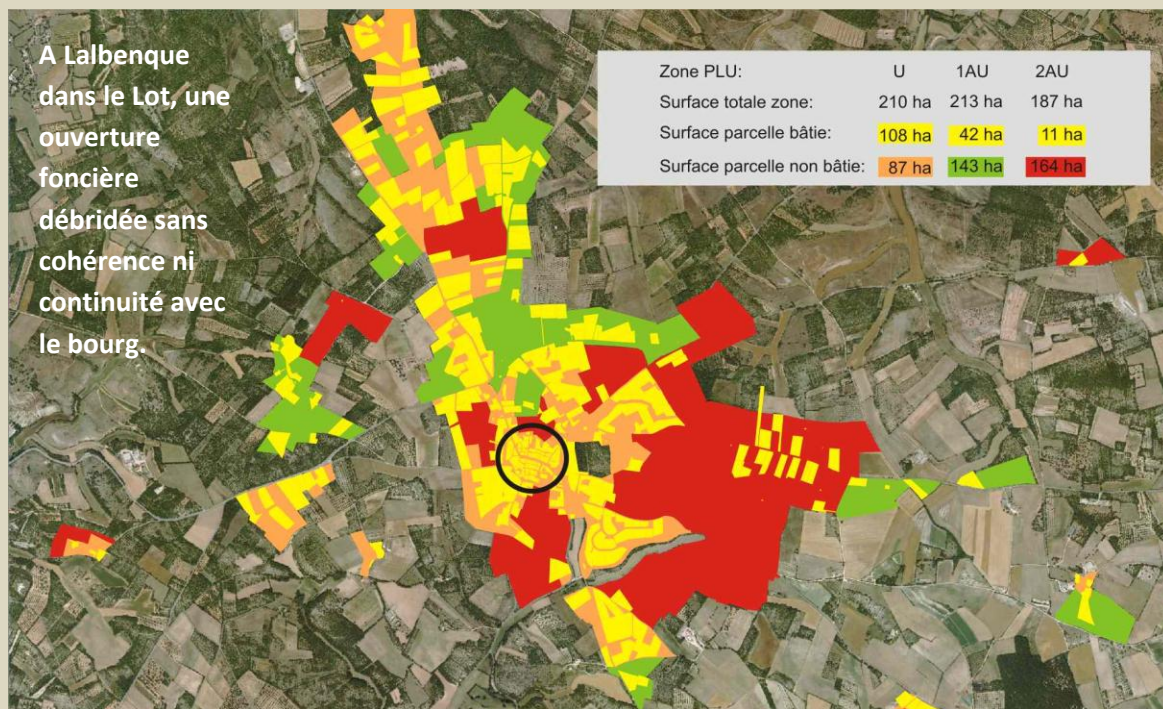 A Lalbenque
dans le Lot, une
ouverture
foncière
débridée sans
cohérence ni
continuité avec
le bourg.
Zone PLU: U 1AU 2AU
Surface totale zone: 210 ha 213 ha 187 ha
Surface parcelle bâtie: 108 ha 42 ha 11 ha
Surface parcelle non bâtie: 87 ha 143 ha 164 ha